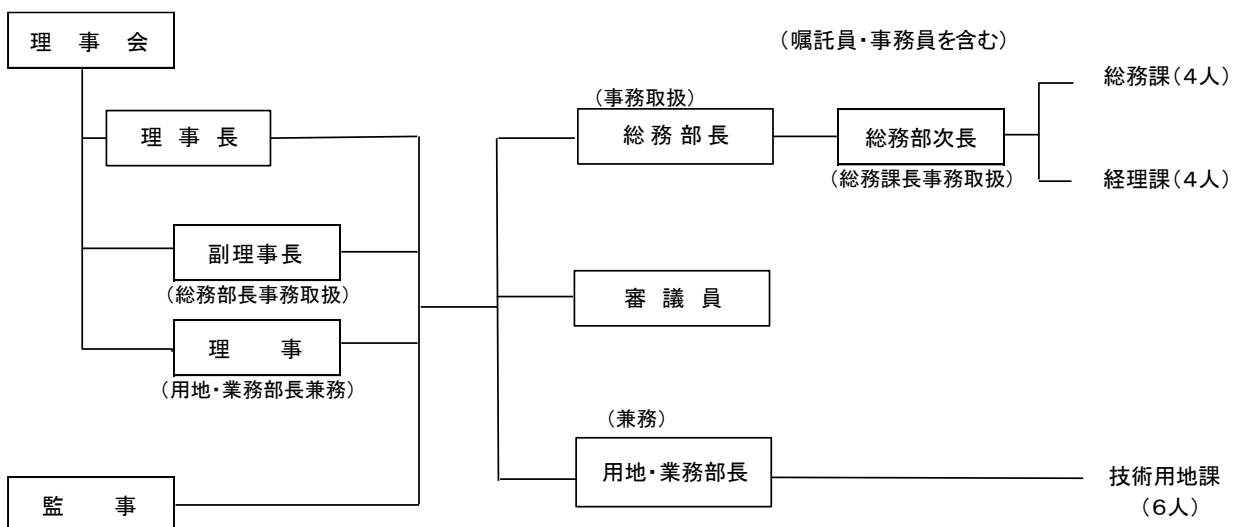 理事会
(嘱託員・事務員を含む)
総務課(4人)
(事務取扱)
理事長
総務部長
総務部次長
(総務課長事務取扱)
経理課(4人)
副理事長
(総務部長事務取扱)
審議員
理事
(用地・業務部長兼務)
(兼務)
用地・業務部長
技術用地課
(6人)
監事